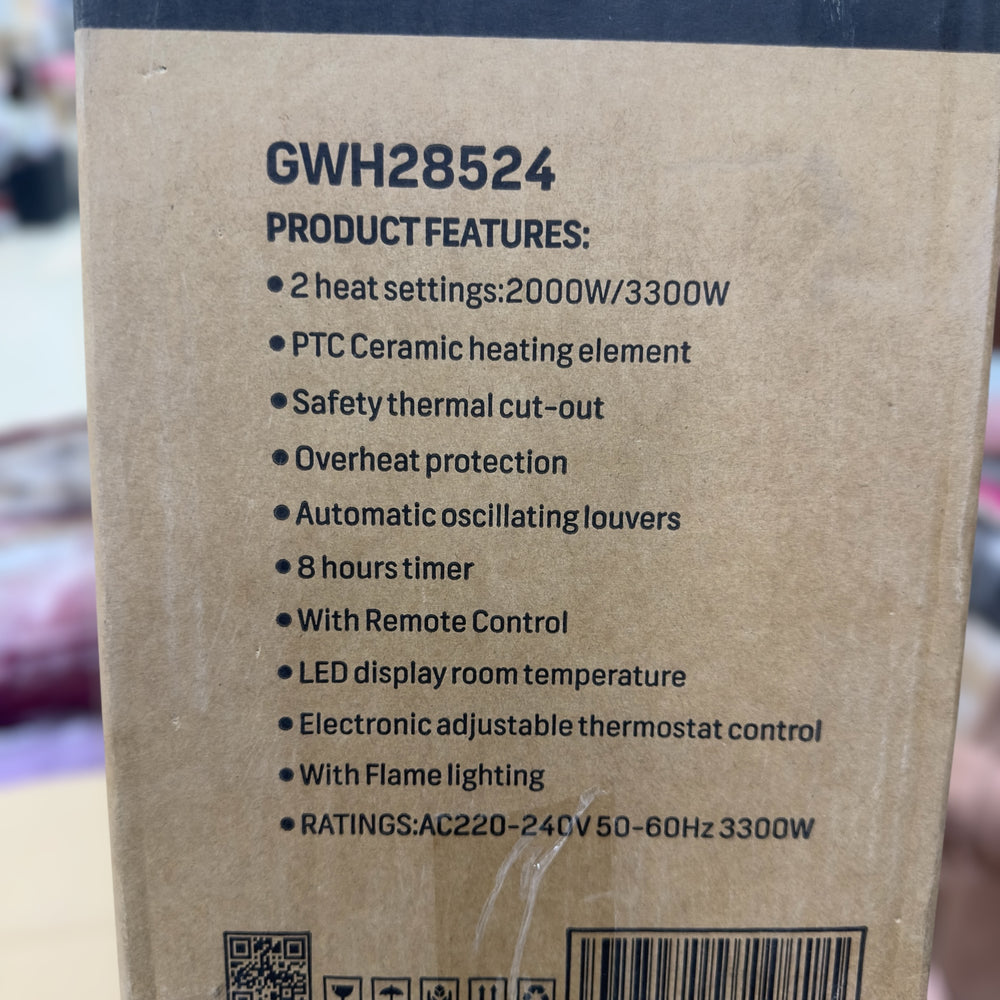 GWH28524
PRODUCT FEATURES:
• 2 heat settings:2000W/3300W
• PTC Ceramic heating element
• Safety thermal cut-out
• Overheat protection
• Automatic oscillating louvers
• 8 hours timer
• With Remote Control
• LED display room temperature
• Electronic adjustable thermostat control
• With Flame lighting
• RATINGS:AC220-240V 50-60Hz 3300W